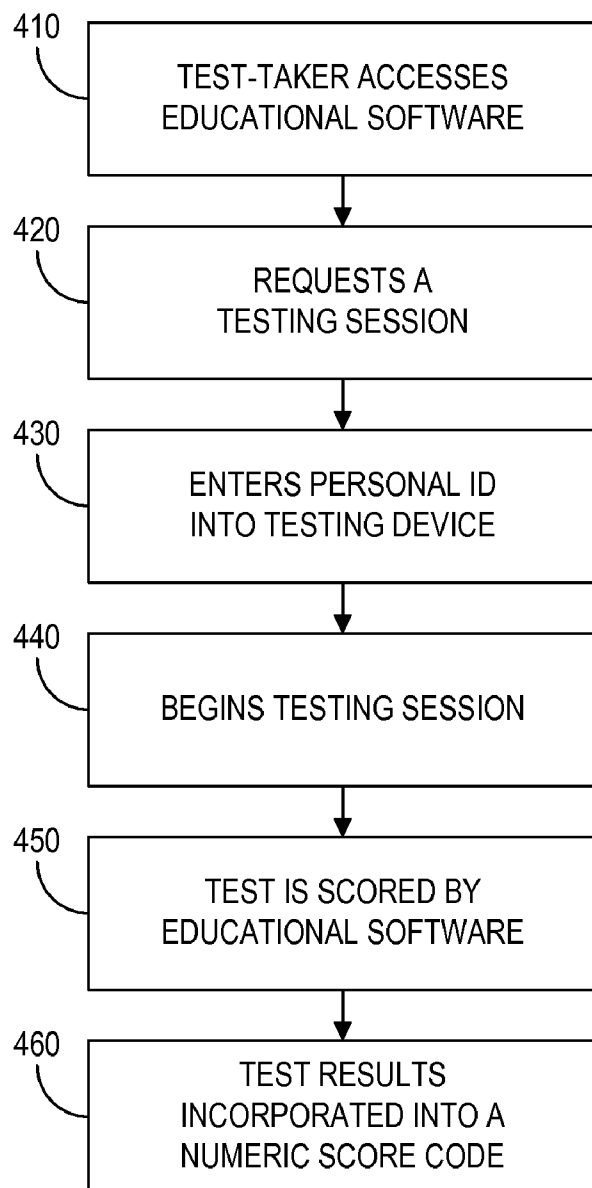 410
TEST-TAKER ACCESSES
EDUCATIONAL SOFTWARE
420
REQUESTS A
TESTING SESSION
430
ENTERS PERSONAL ID
INTO TESTING DEVICE
440
BEGINS TESTING SESSION
450
TEST IS SCORED BY
EDUCATIONAL SOFTWARE
460
TEST RESULTS
INCORPORATED INTO A
NUMERIC SCORE CODE